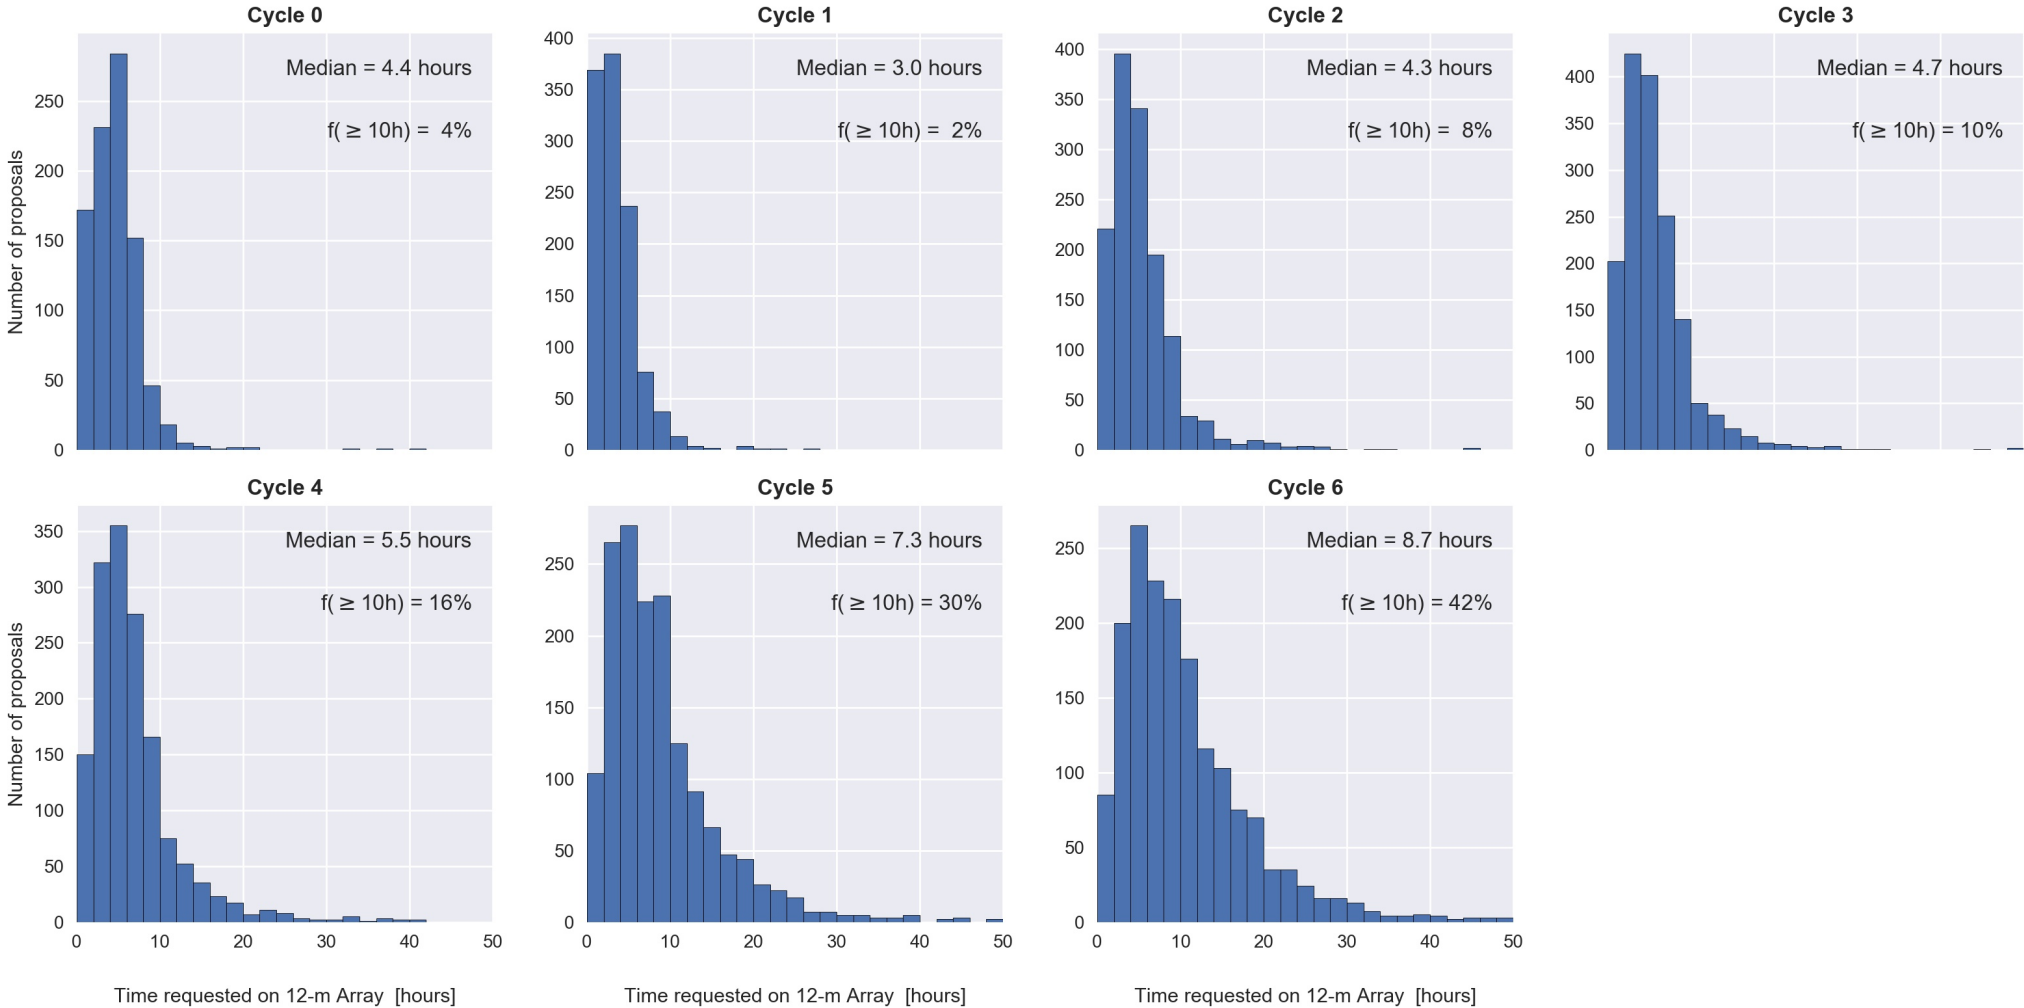 Cycle 0
Number of proposals
250
200
150
100
50
0
Median = 4.4 hours
f( ≥ 10h) =  4%
Cycle 1
400
350
300
250
200
150
100
50
0
Median = 3.0 hours
f( ≥ 10h) =  2%
Cycle 2
400
350
300
250
200
150
100
50
0
Median = 4.3 hours
f( ≥ 10h) =  8%
Cycle 3
400
350
300
250
200
150
100
50
0
Median = 4.7 hours
f( ≥ 10h) = 10%
Cycle 4
Number of proposals
350
300
250
200
150
100
50
0
Median = 5.5 hours
f( ≥ 10h) = 16%
0 10 20 30 40 50
Time requested on 12-m Array  [hours]
Cycle 5
250
200
150
100
50
0
Median = 7.3 hours
f( ≥ 10h) = 30%
0 10 20 30 40 50
Time requested on 12-m Array  [hours]
Cycle 6
250
200
150
100
50
0
Median = 8.7 hours
f( ≥ 10h) = 42%
0 10 20 30 40 50
Time requested on 12-m Array  [hours]